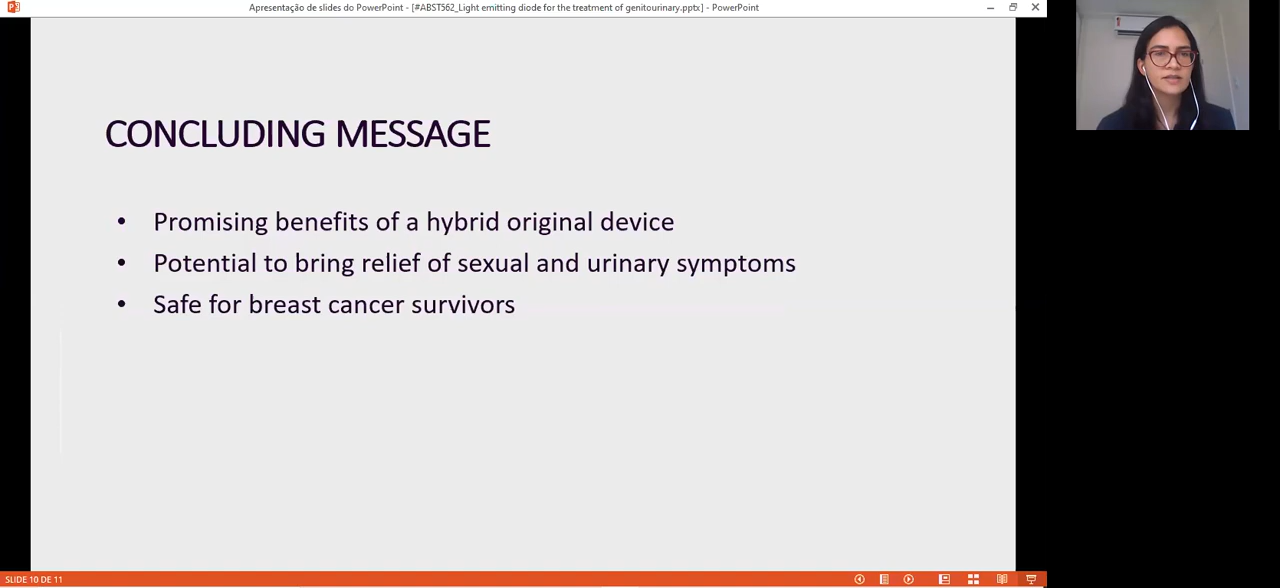 Apresentação de slides do PowerPoint - [#ABST562_Light emitting diode for the treatment of genitourinary.pptx] - PowerPoint
CONCLUDING MESSAGE
• Promising benefits of a hybrid original device
• Potential to bring relief of sexual and urinary symptoms
• Safe for breast cancer survivors
SLIDE 10 DE 11